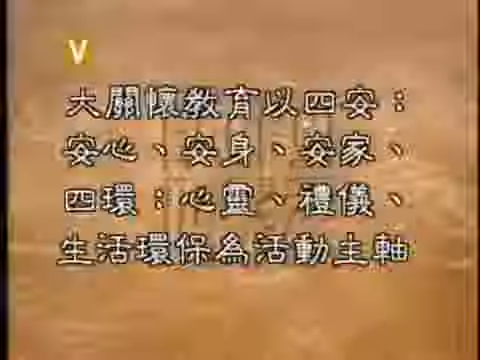 V
大關懷教育以四安：
安心、安身、安家、
四環：心靈、禮儀、
生活環保為活動主軸